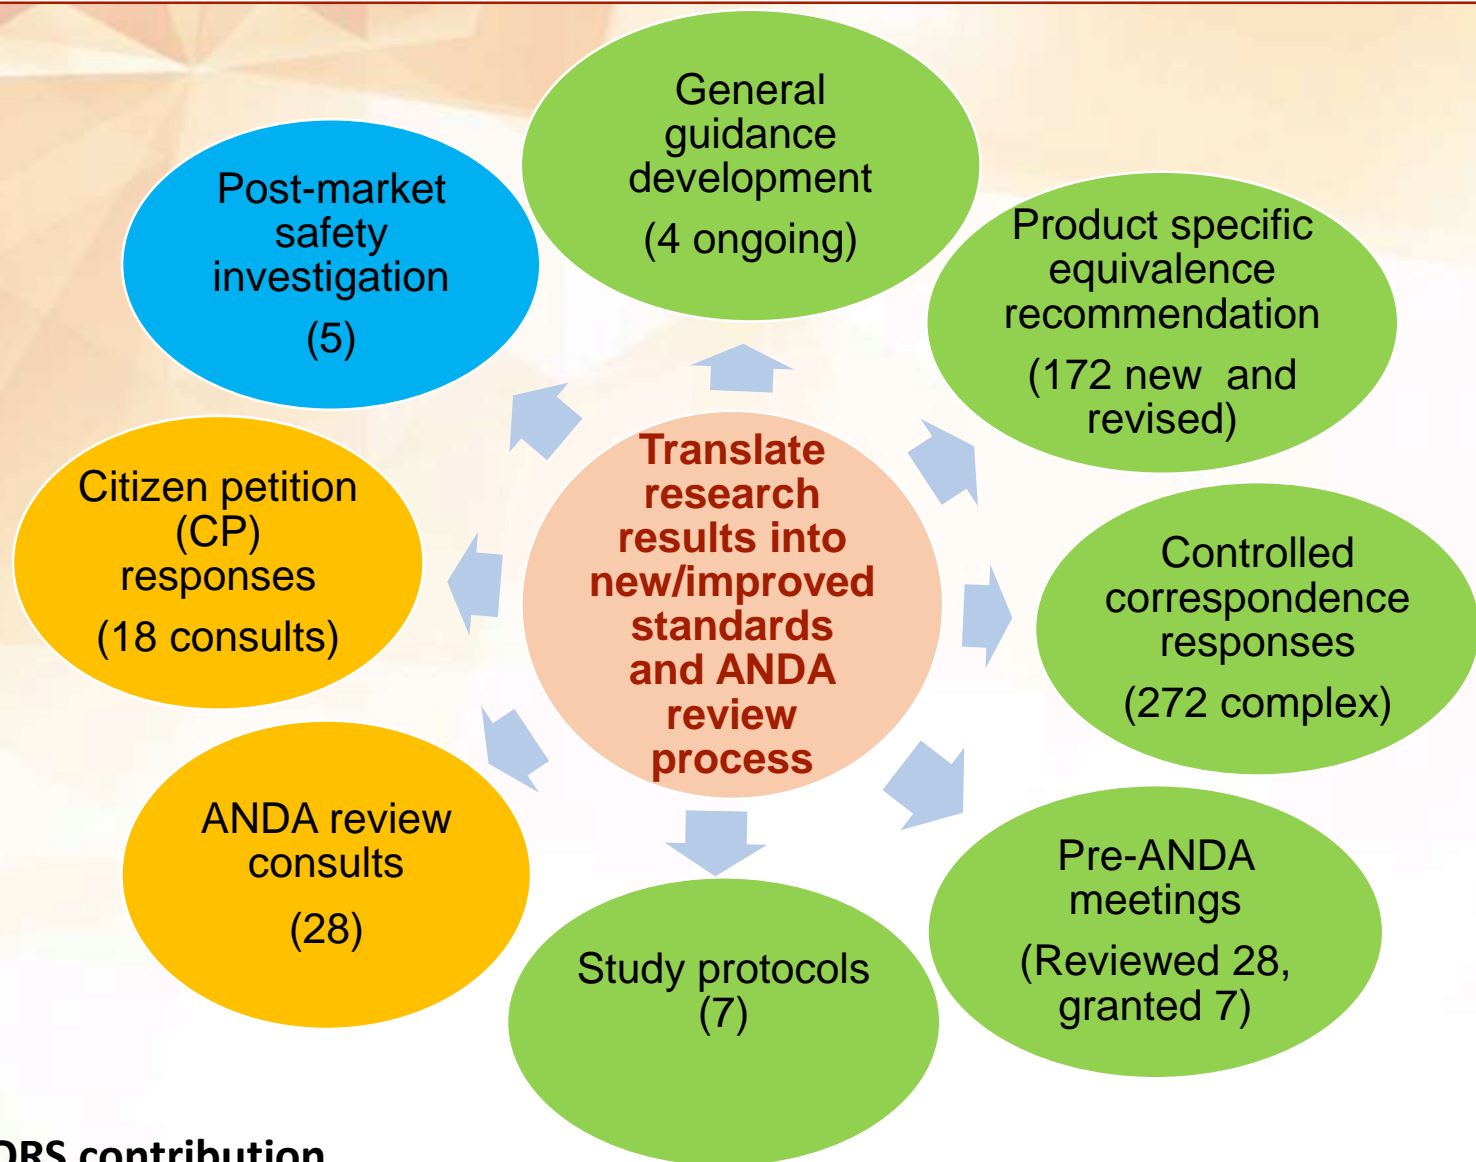 General
guidance
development
(4 ongoing)
Product specific
equivalence
recommendation
(172 new and
revised)
Controlled
correspondence
responses
(272 complex)
Pre-ANDA
meetings
(Reviewed 28,
granted 7)
Study protocols
(7)
ANDA review
consults
(28)
Citizen petition
(CP)
responses
(18 consults)
Post-market
safety
investigation
(5)
Translate
research
results into
new/improved
standards
and ANDA
review
process
contribution